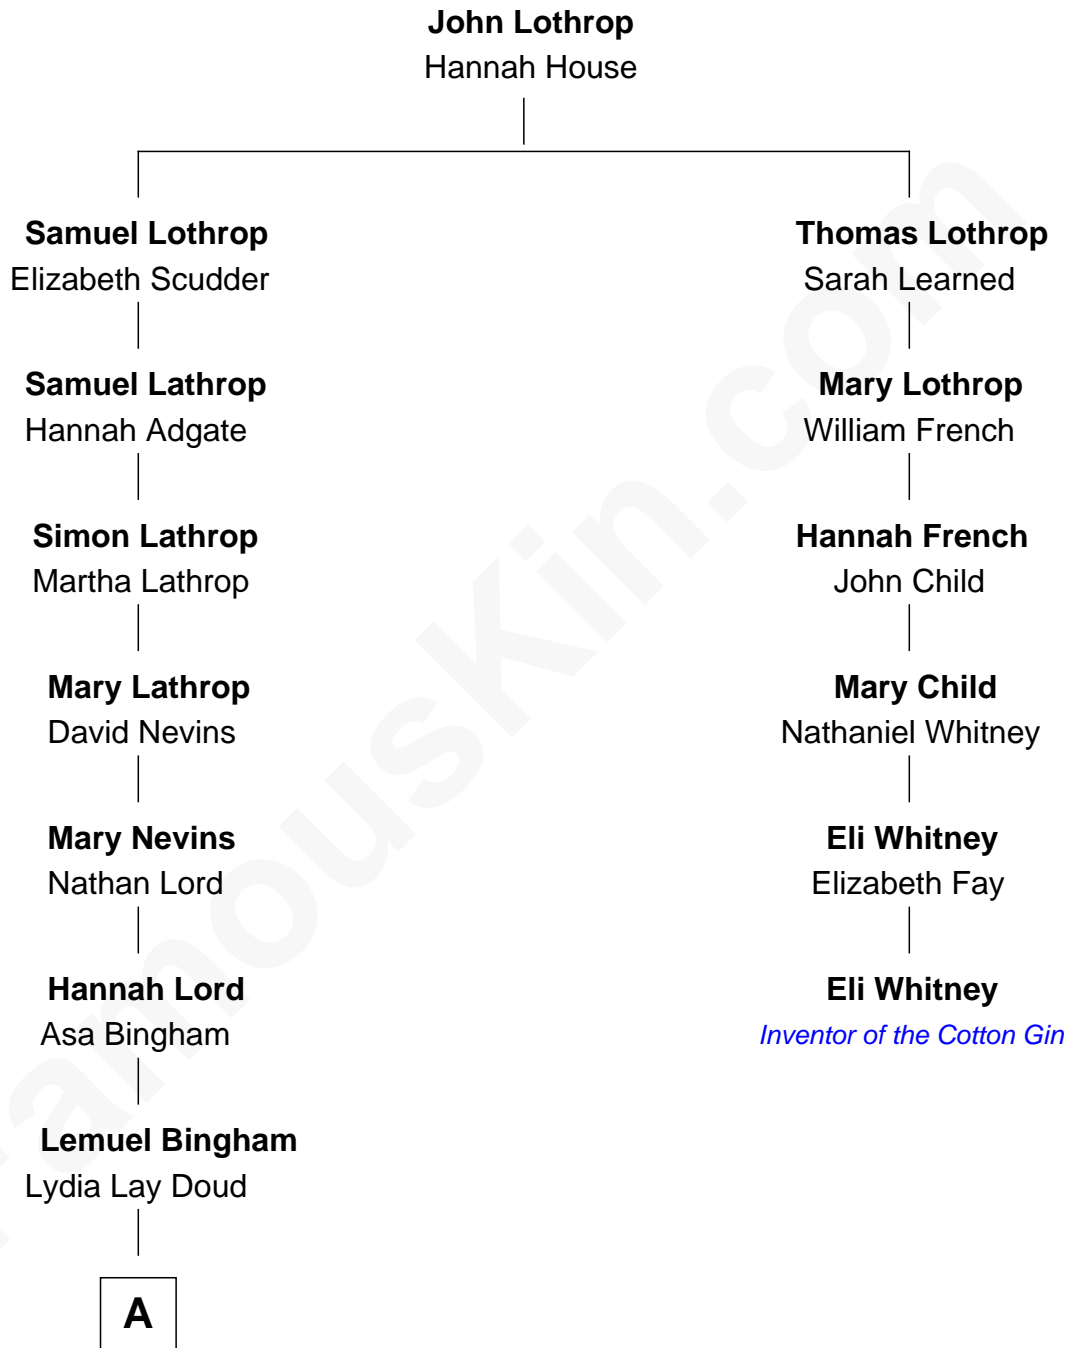 John Lothrop
Hannah House
Samuel Lothrop
Elizabeth Scudder
Thomas Lothrop
Sarah Learned
Samuel Lathrop
Hannah Adgate
Mary Lothrop
William French
Simon Lathrop
Martha Lathrop
Hannah French
John Child
Mary Lathrop
David Nevins
Mary Child
Nathaniel Whitney
Mary Nevins
Nathan Lord
Eli Whitney
Elizabeth Fay
Hannah Lord
Asa Bingham
Eli Whitney
Inventor of the Cotton Gin
Lemuel Bingham
Lydia Lay Doud
A
FamousKin.com